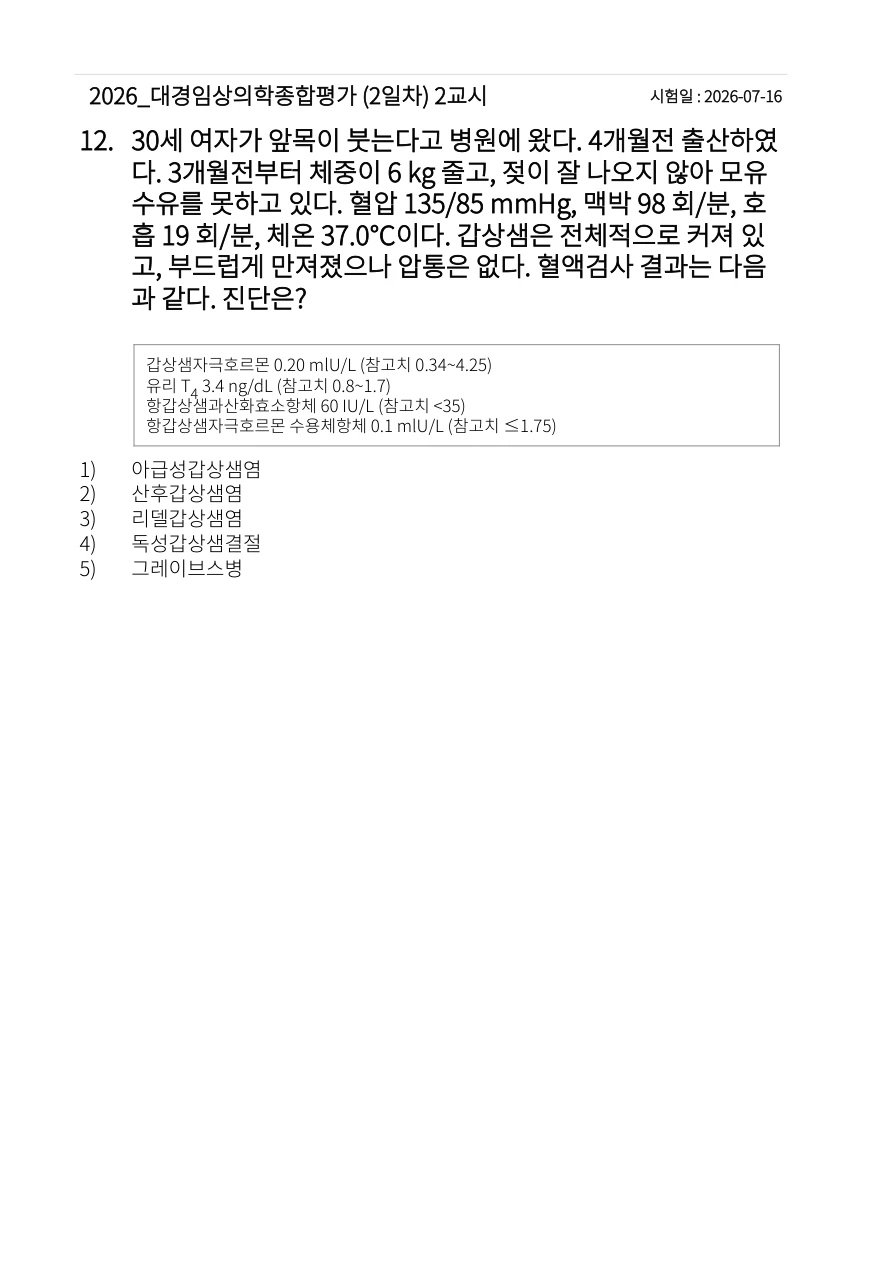 2026_대경임상의학종합평가 (2일차) 2교시
시험일 : 2026-07-16
12. 30세 여자가 앞목이 붓는다고 병원에 왔다. 4개월전 출산하였
다. 3개월전부터 체중이 6 kg 줄고, 젖이 잘 나오지 않아 모유
수유를 못하고 있다. 혈압 135/85 mmHg, 맥박 98 회/분, 호
흡 19 회/분, 체온 37.0℃이다. 갑상샘은 전체적으로 커져 있
고, 부드럽게 만져졌으나 압통은 없다. 혈액검사 결과는 다음
과 같다. 진단은?
갑상샘자극호르몬 0.20 mlU/L (참고치 0.34~4.25)
유리 T4 3.4 ng/dL (참고치 0.8~1.7)
항갑상샘과산화효소항체 60 IU/L (참고치 <35)
항갑상샘자극호르몬 수용체항체 0.1 mlU/L (참고치 ≤1.75)
1) 아급성갑상샘염
2) 산후갑상샘염
3) 리델갑상샘염
4) 독성갑상샘결절
5) 그레이브스병